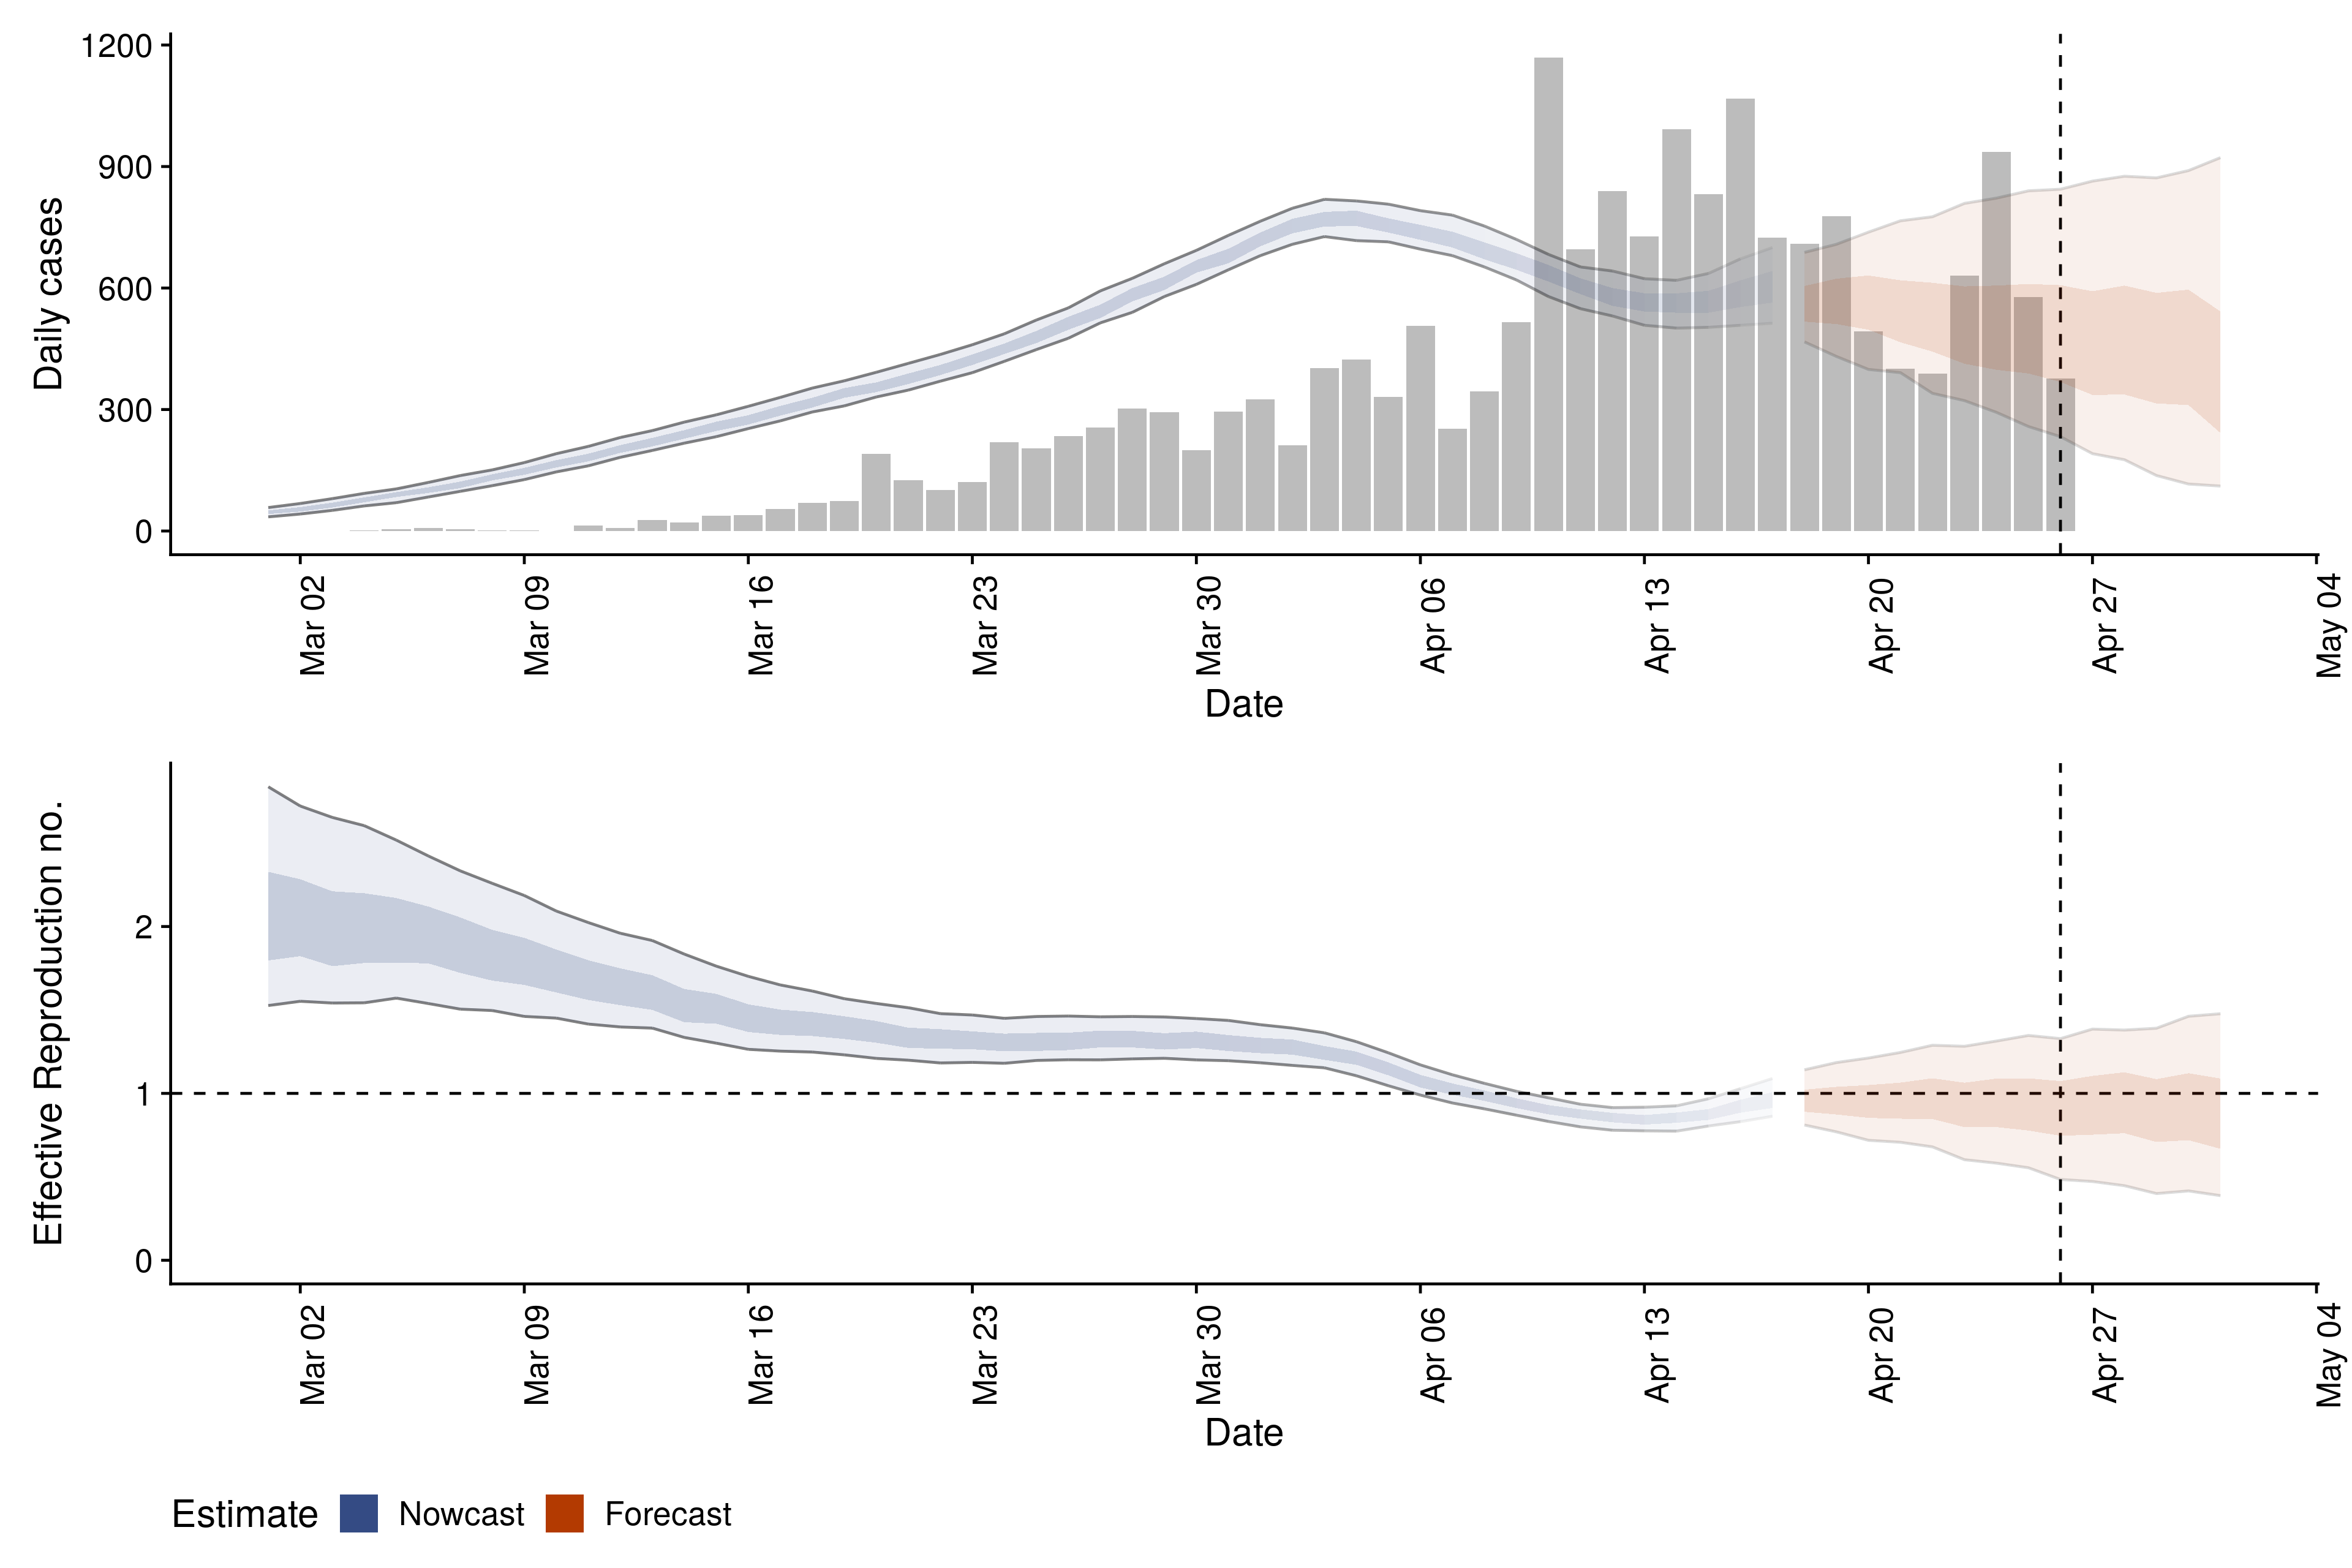 1200
900
600
300
0
Daily cases
Mar 02
Mar 09
Mar 16
Mar 23
Mar 30
Apr 06
Apr 13
Apr 20
Apr 27
May 04
Date
2
1
0
Effective Reproduction no.
Mar 02
Mar 09
Mar 16
Mar 23
Mar 30
Apr 06
Apr 13
Apr 20
Apr 27
May 04
Date
Estimate Nowcast Forecast